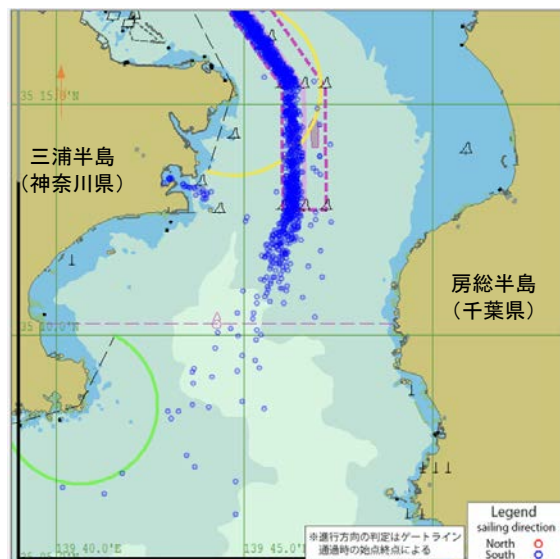 35 15.0' N
三浦半島
（神奈川県）
房総半島
（千葉県）
35 10.0' N
139 40.0' E
139 45.0' E
※進行方向の判定はゲートライン
通過時の始点終点による
Legend
sailing direction
North
South